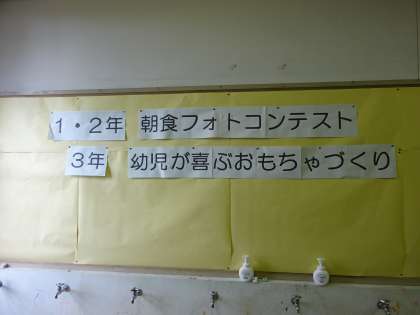 1・2年 朝食フォトコンテスト
3年 幼児が喜ぶおもちゃづくり